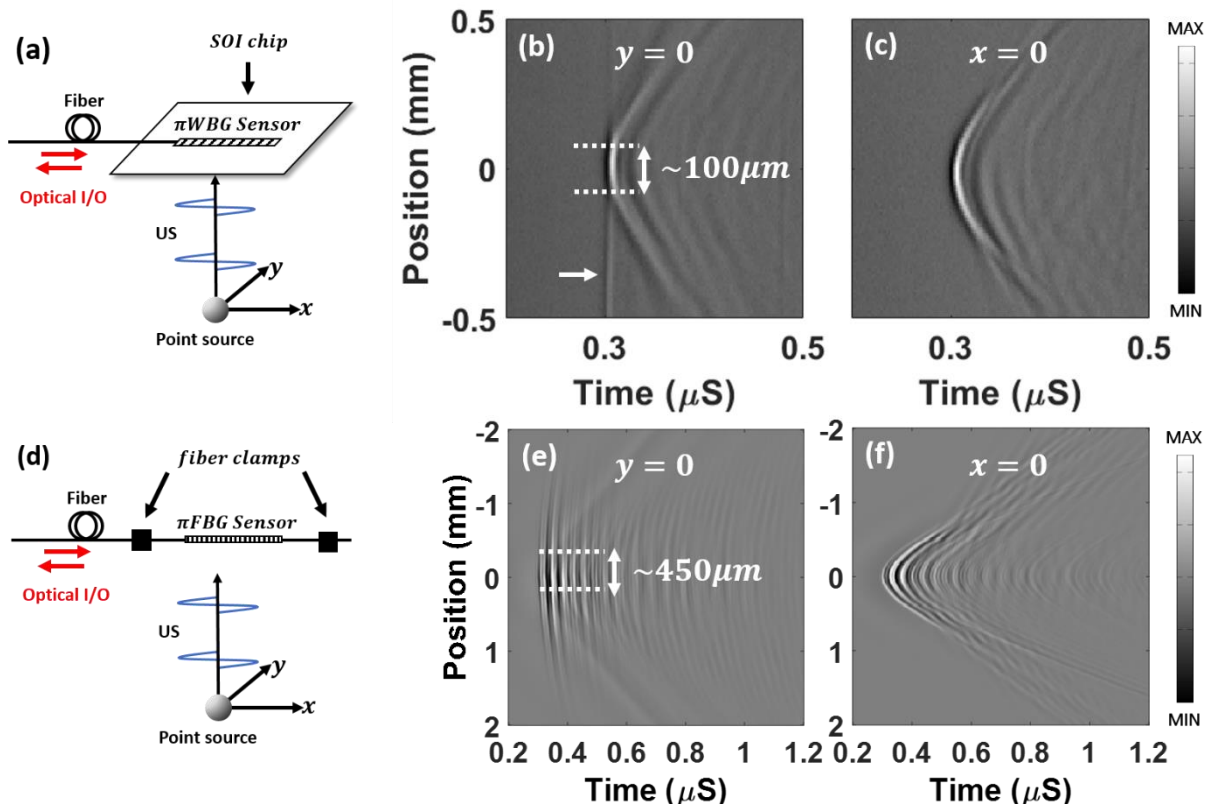 (a)
SOI chip
Fiber
πWBG Sensor
Optical I/O
US
y
x
Point source
(b)
y = 0
~100μm
0.5
0
-0.5
Position (mm)
0.3
0.5
Time (μS)
(c)
x = 0
0.3
0.5
Time (μS)
MAX
MIN
(d)
fiber clamps
Fiber
πFBG Sensor
Optical I/O
US
y
x
Point source
(e)
y = 0
~450μm
-2
-1
0
1
2
Position (mm)
0.2 0.4 0.6 0.8 1 1.2
Time (μS)
(f)
x = 0
-2
-1
0
1
2
0.2 0.4 0.6 0.8 1 1.2
Time (μS)
MAX
MIN